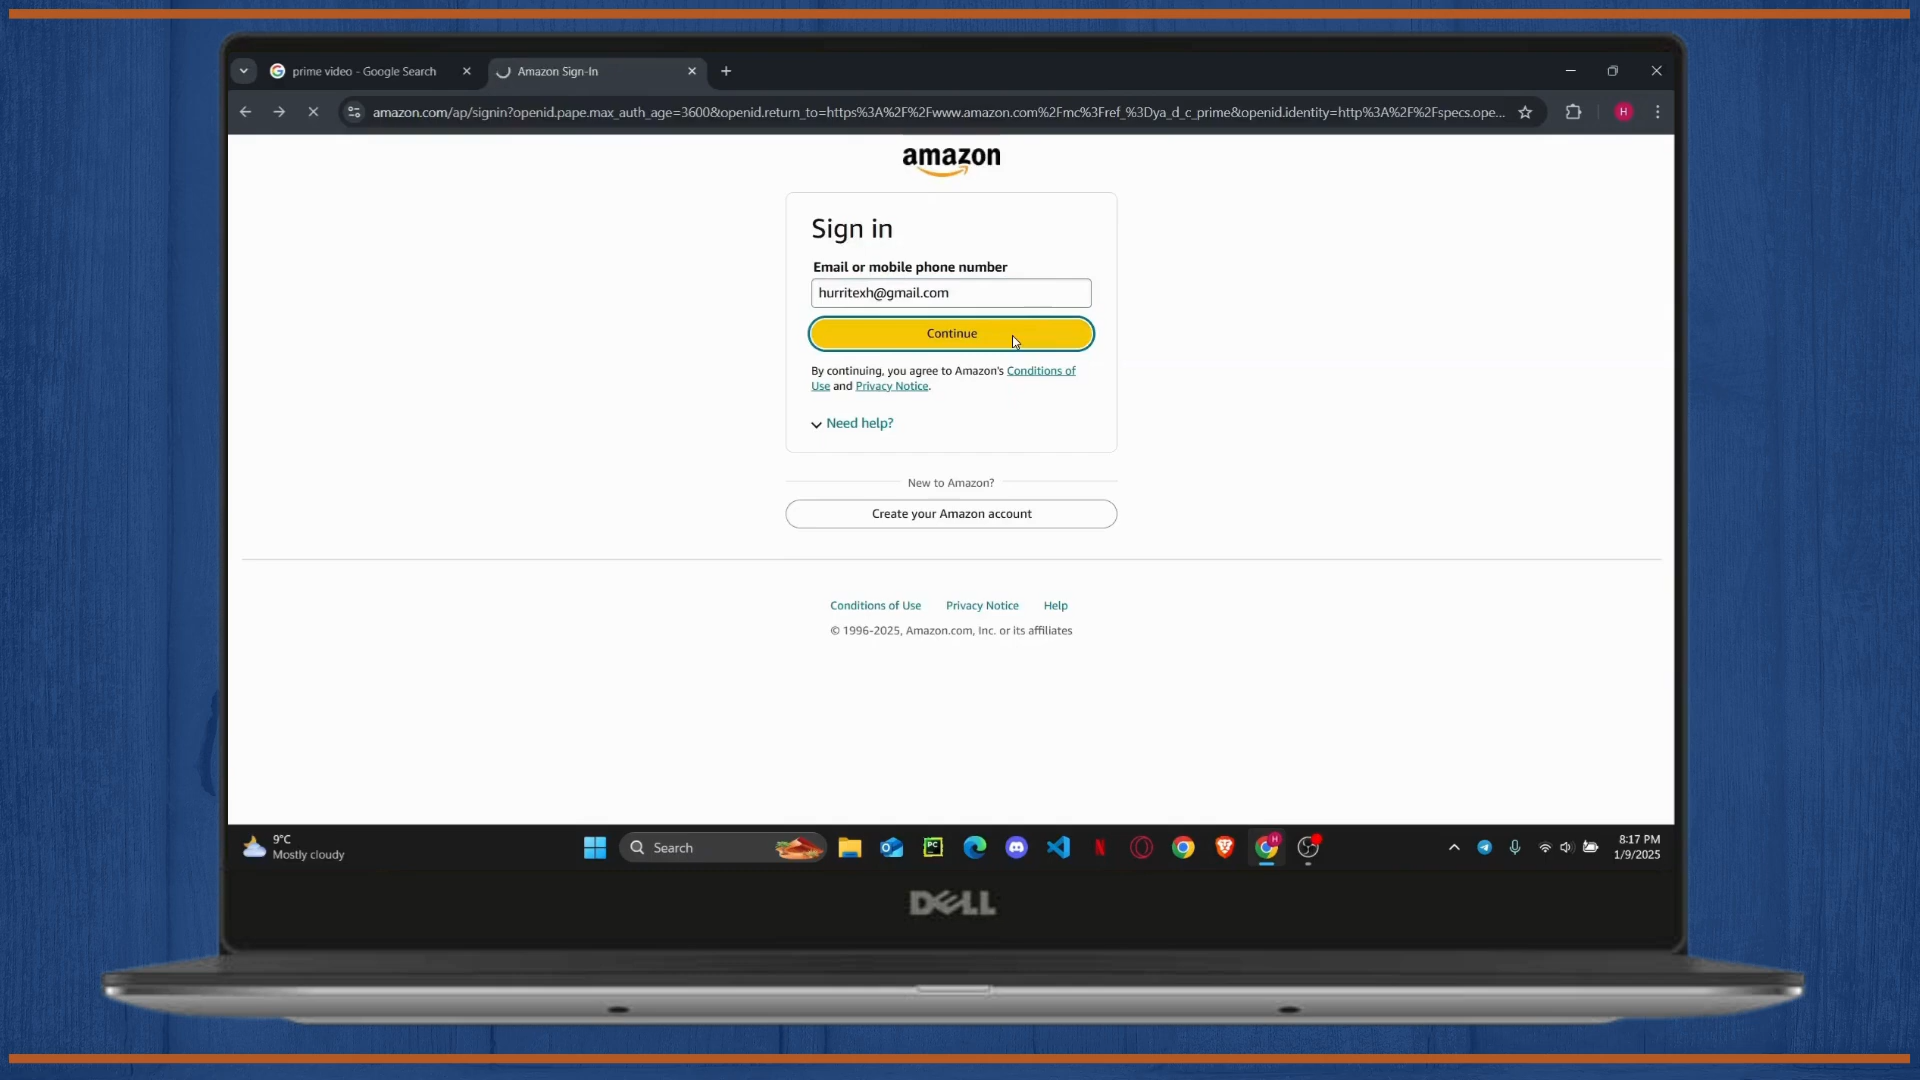 prime video - Google Search
Amazon Sign-In
amazon.com/ap/signin?openid.pape.max_auth_age=3600&openid.return_to=https%3A%2F%2Fwww.amazon.com%2Fmc%3Fref_%3Dya_d_c_prime&openid.identity=http%3A%2F%2Fspecs.ope...
H
amazon
Sign in
Email or mobile phone number
hurritexh@gmail.com
Continue
By continuing, you agree to Amazon's Conditions of
Use and Privacy Notice.
Need help?
New to Amazon?
Create your Amazon account
Conditions of Use Privacy Notice Help
© 1996-2025, Amazon.com, Inc. or its affiliates
9°C
Mostly cloudy
Search
PC
8:17 PM
1/9/2025
DELL